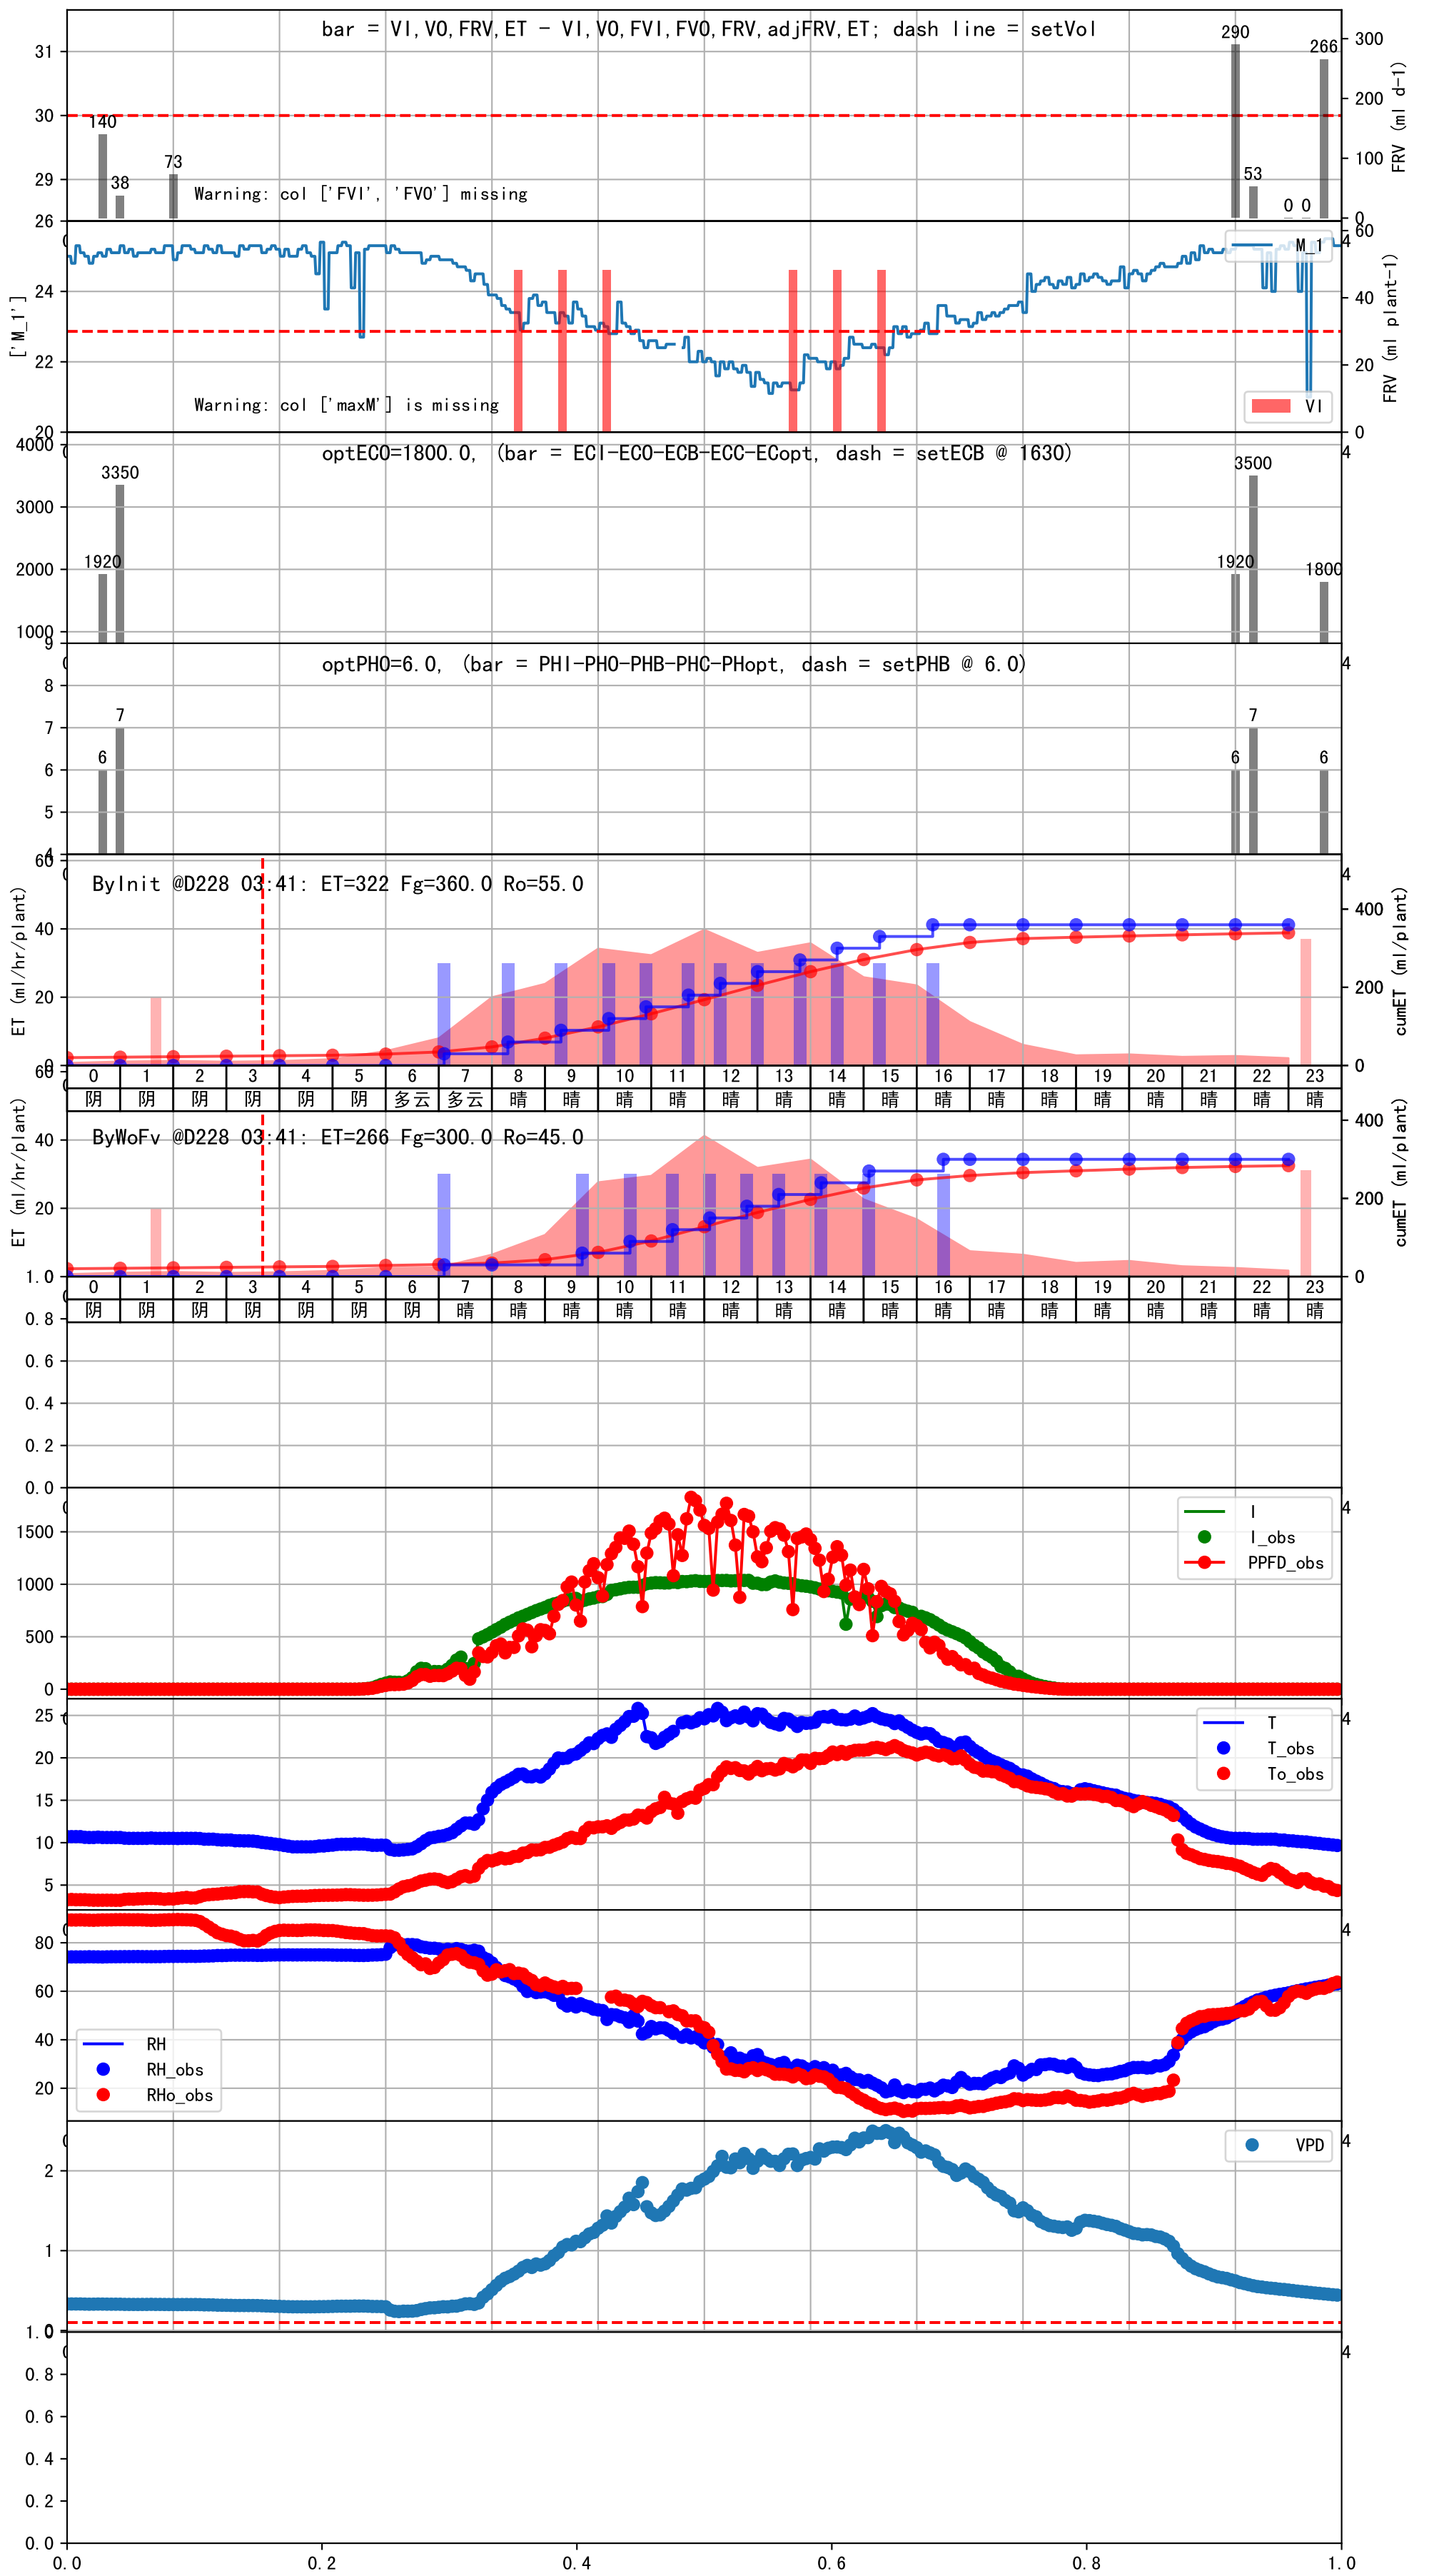 bar = VI,VO,FRV,ET - VI,VO,FVI,FVO,FRV,adjFRV,ET; dash line = setVol
31
30
29
140
38
73
290
53
0 0
266
300
200
100
0
FRV (ml d-1)
Warning: col ['FVI', 'FVO'] missing
26
24
22
20
['M_1']
M_1
60
40
20
0
FRV (ml plant-1)
VI
Warning: col ['maxM'] is missing
4
optECO=1800.0, (bar = ECI-ECO-ECB-ECC-ECopt, dash = setECB @ 1630)
4000
3000
2000
1000
1920
3350
1920
3500
1800
4
optPHO=6.0, (bar = PHI-PHO-PHB-PHC-PHopt, dash = setPHB @ 6.0)
9
8
7
6
5
4
6
7
6
7
6
4
ByInit @D228 03:41: ET=322 Fg=360.0 Ro=55.0
60
40
20
0
ET (ml/hr/plant)
400
200
0
cumET (ml/plant)
4
0 1 2 3 4 5 6 7 8 9 10 11 12 13 14 15 16 17 18 19 20 21 22 23
阴 阴 阴 阴 阴 阴 多云 多云 晴 晴 晴 晴 晴 晴 晴 晴 晴 晴 晴 晴 晴 晴 晴 晴
ByWoFv @D228 03:41: ET=266 Fg=300.0 Ro=45.0
60
40
20
ET (ml/hr/plant)
400
200
0
cumET (ml/plant)
0 1 2 3 4 5 6 7 8 9 10 11 12 13 14 15 16 17 18 19 20 21 22 23
阴 阴 阴 阴 阴 阴 阴 晴 晴 晴 晴 晴 晴 晴 晴 晴 晴 晴 晴 晴 晴 晴 晴 晴
1.0
0.8
0.6
0.4
0.2
0.0
4
1500
1000
500
0
I
I_obs
PPFD_obs
4
25
20
15
10
5
T
T_obs
To_obs
4
80
60
40
20
RH
RH_obs
RHo_obs
4
2
1
0
VPD
4
1.0
0.8
0.6
0.4
0.2
0.0
0.0 0.2 0.4 0.6 0.8 1.0